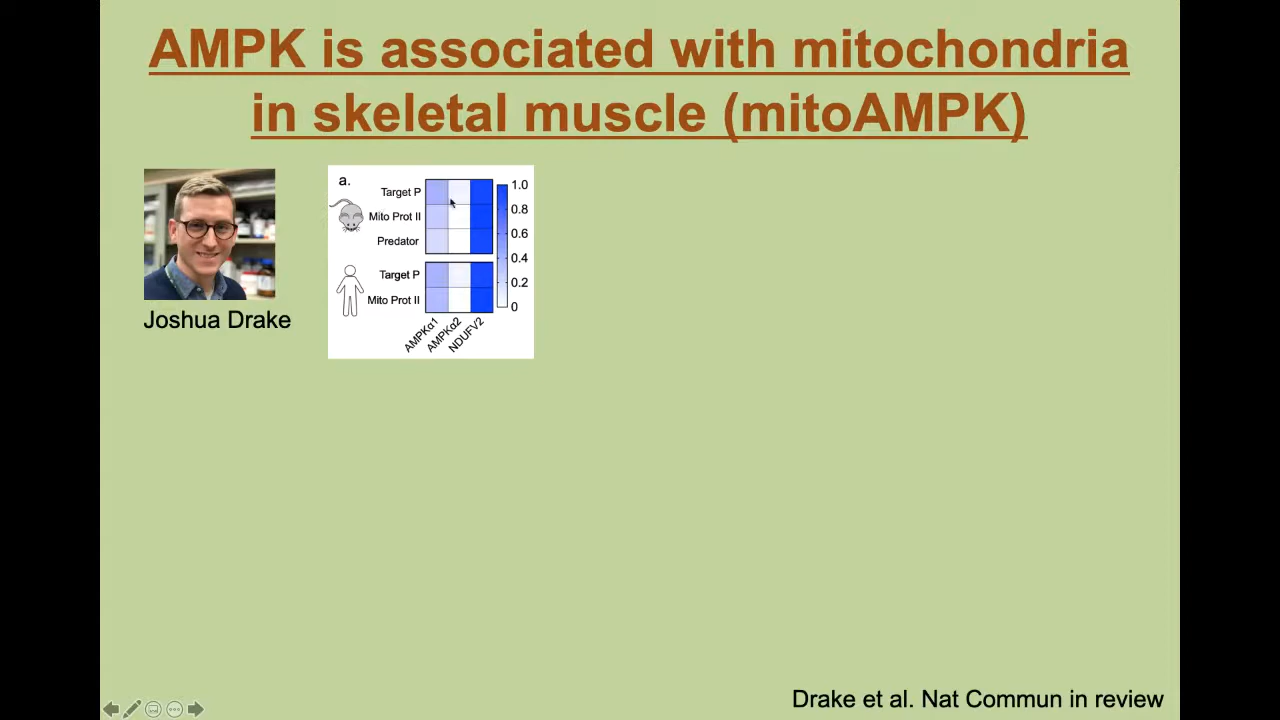 AMPK is associated with mitochondria
in skeletal muscle (mitoAMPK)
Joshua Drake
a.
Target P
Mito Prot II
Predator
Target P
Mito Prot II
AMPKα1
AMPKα2
NDUFV2
1.0
0.8
0.6
0.4
0.2
0
Drake et al. Nat Commun in review